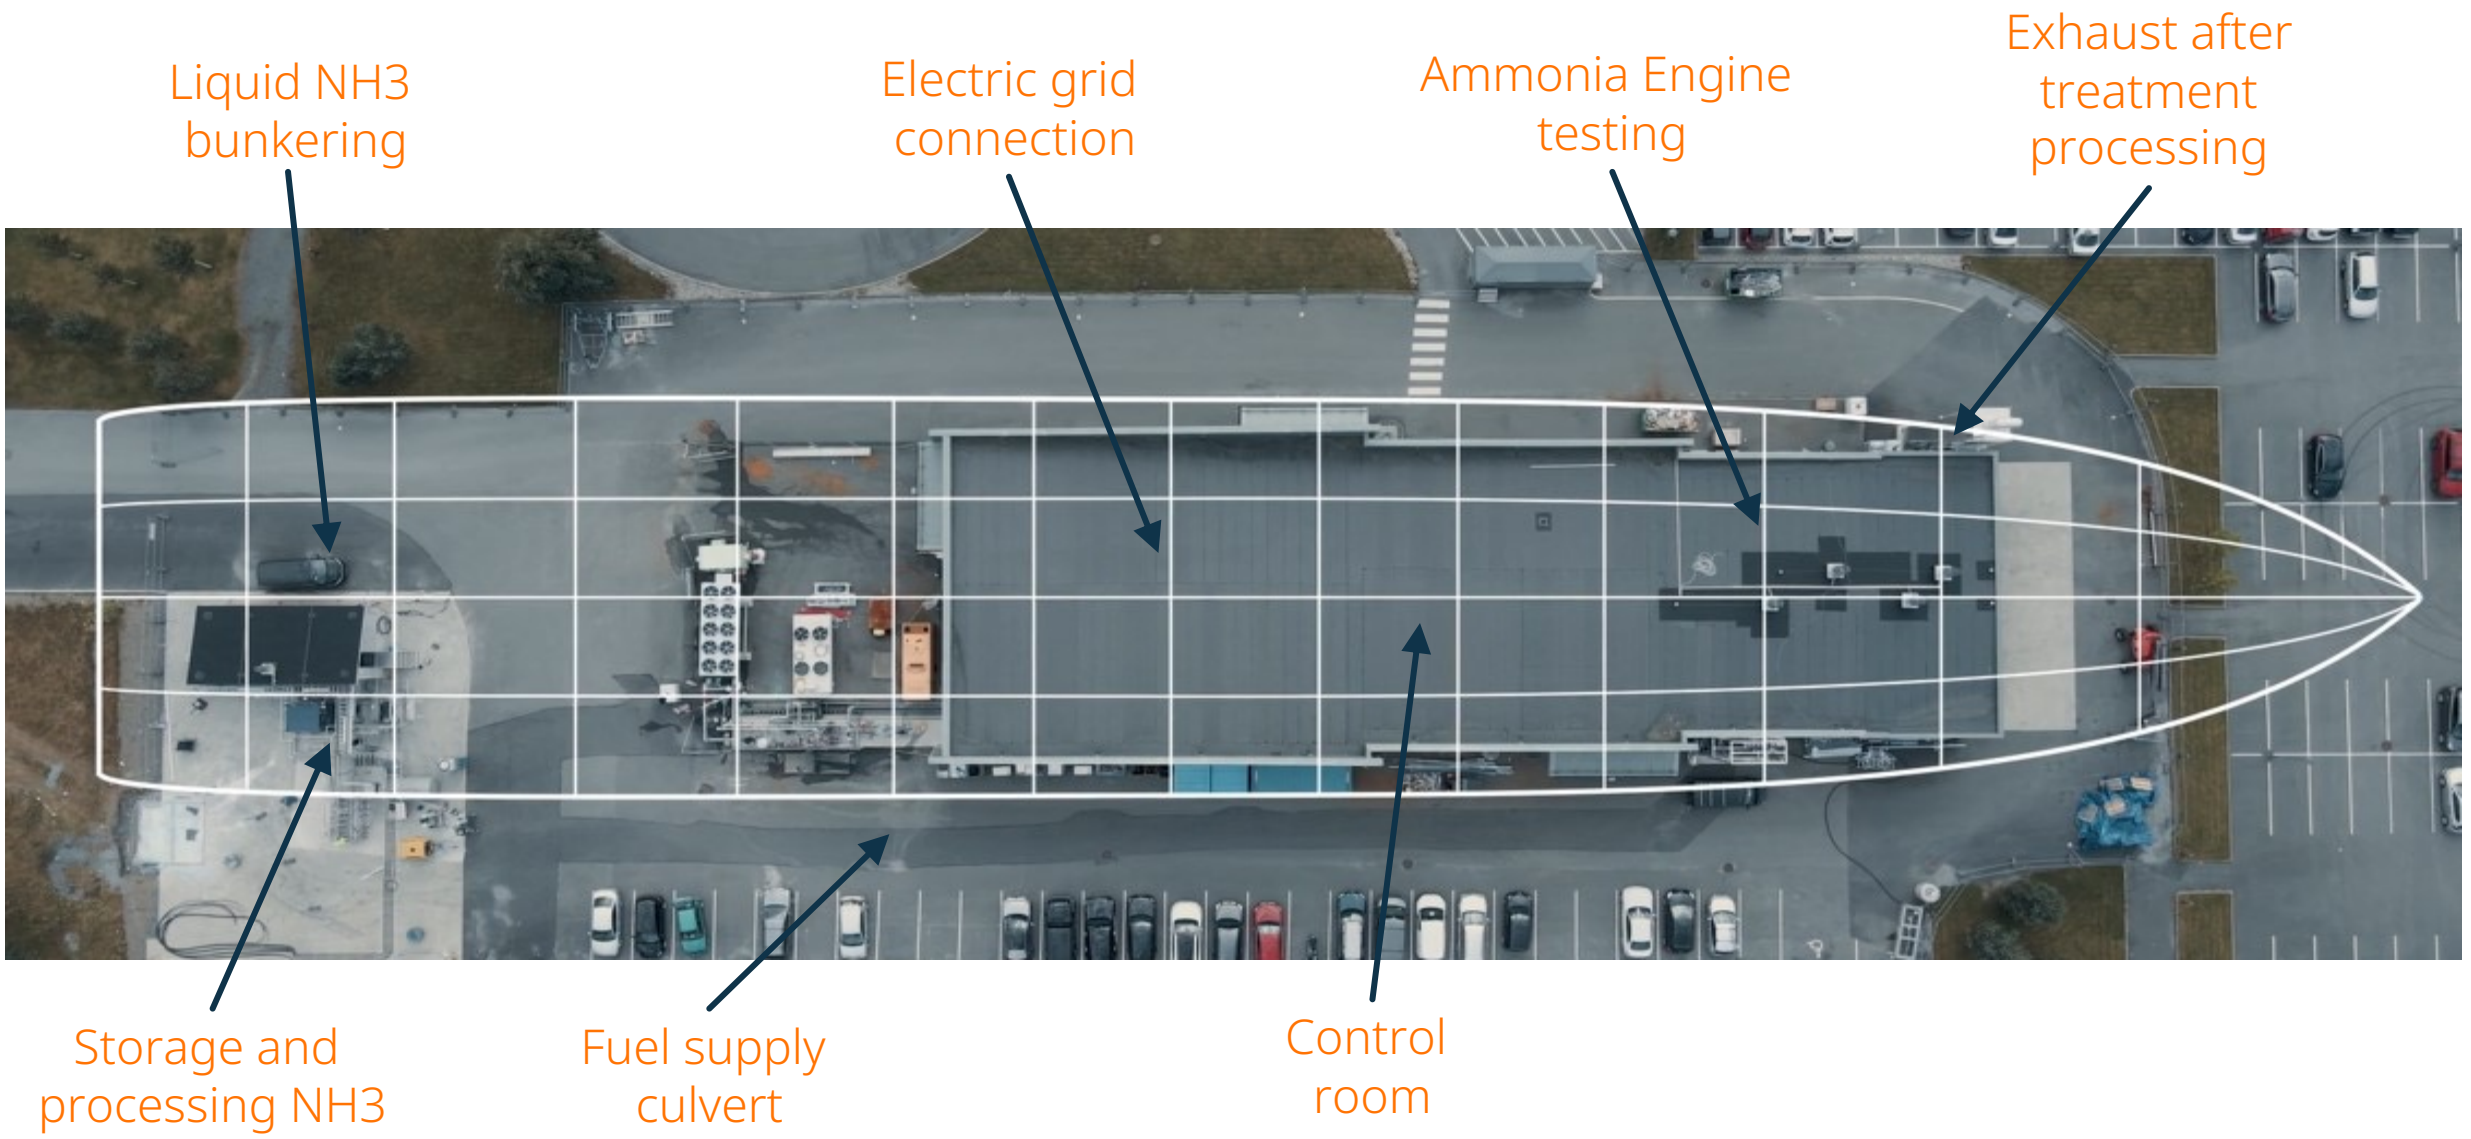 Liquid NH3
bunkering
Electric grid
connection
Ammonia Engine
testing
Exhaust after
treatment
processing
Storage and
processing NH3
Fuel supply
culvert
Control
room